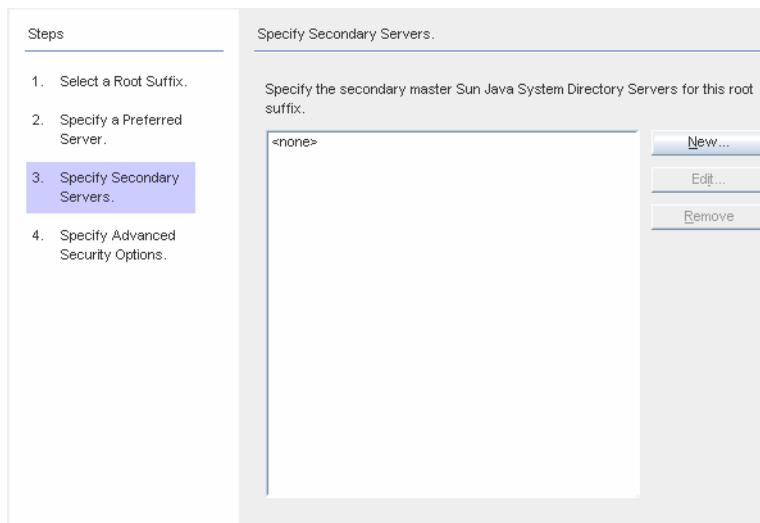 Steps
1. Select a Root Suffix.
2. Specify a Preferred
Server.
3. Specify Secondary
Servers.
4. Specify Advanced
Security Options.
Specify Secondary Servers.
Specify the secondary master Sun Java System Directory Servers for this root
suffix.
<none>
New...
Edit...
Remove